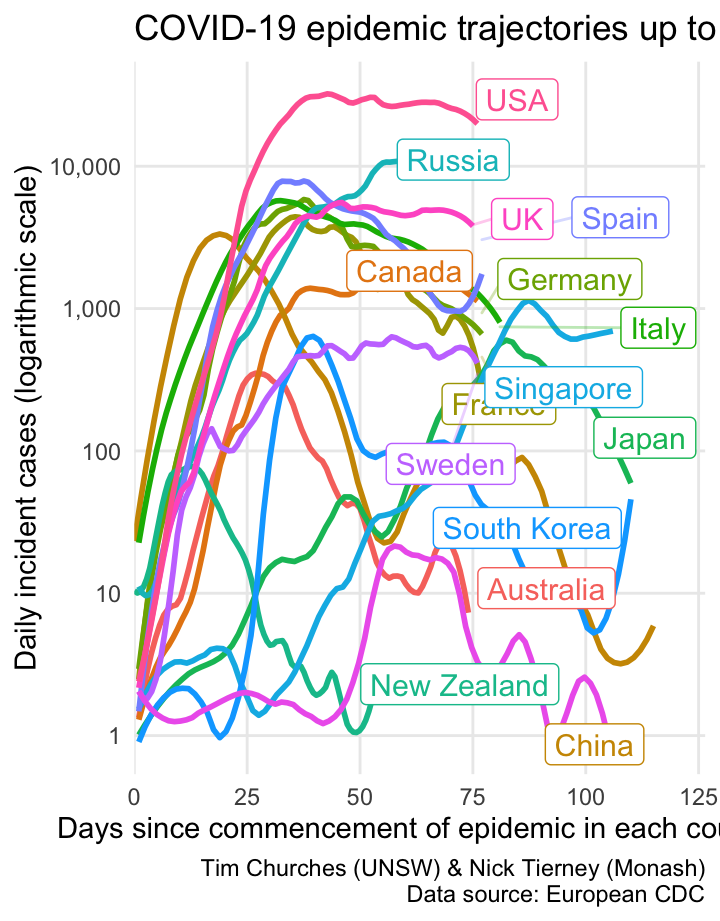 COVID-19 epidemic trajectories up to
Daily incident cases (logarithmic scale)
10,000
1,000
100
10
1
USA
Russia
UK
Spain
Canada
Germany
Italy
Singapore
France
Japan
Sweden
South Korea
Australia
New Zealand
China
0 25 50 75 100 125
Days since commencement of epidemic in each cou
Tim Churches (UNSW) & Nick Tierney (Monash)
Data source: European CDC